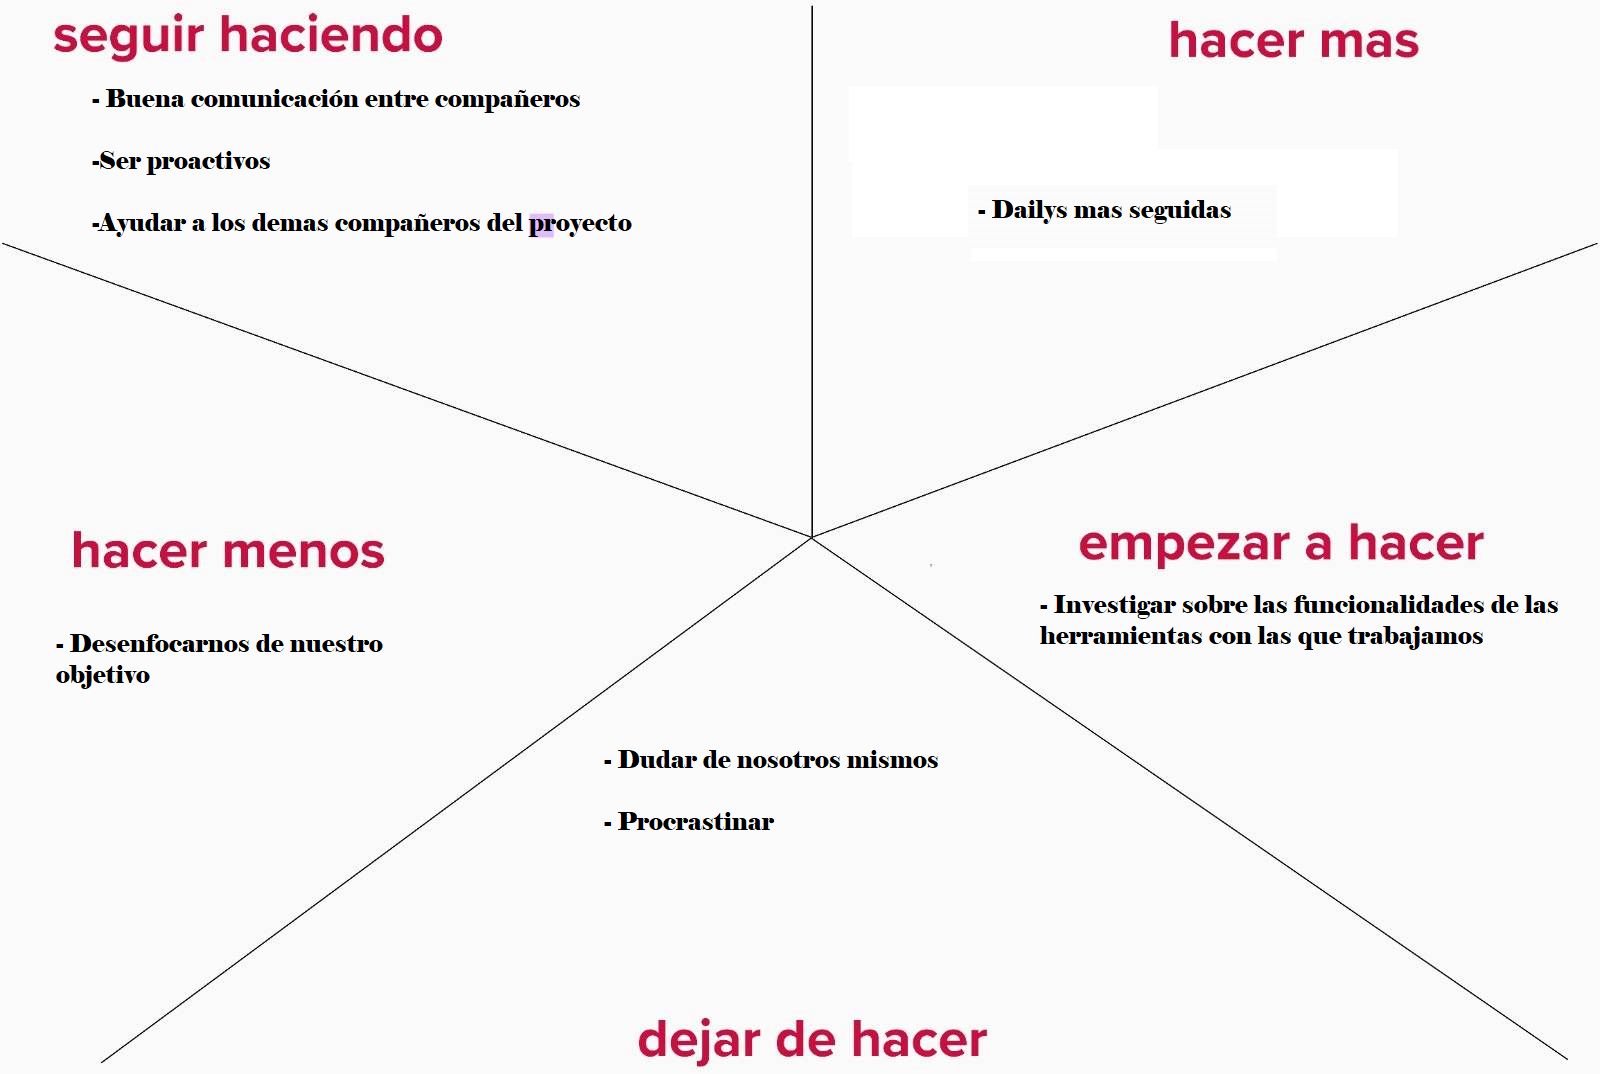 seguir haciendo
- Buena comunicación entre compañeros
-Ser proactivos
-Ayudar a los demas compañeros del proyecto
hacer mas
- Dailys mas seguidas
hacer menos
- Desenfocarnos de nuestro
objetivo
empezar a hacer
- Investigar sobre las funcionalidades de las
herramientas con las que trabajamos
- Dudar de nosotros mismos
- Procrastinar
dejar de hacer